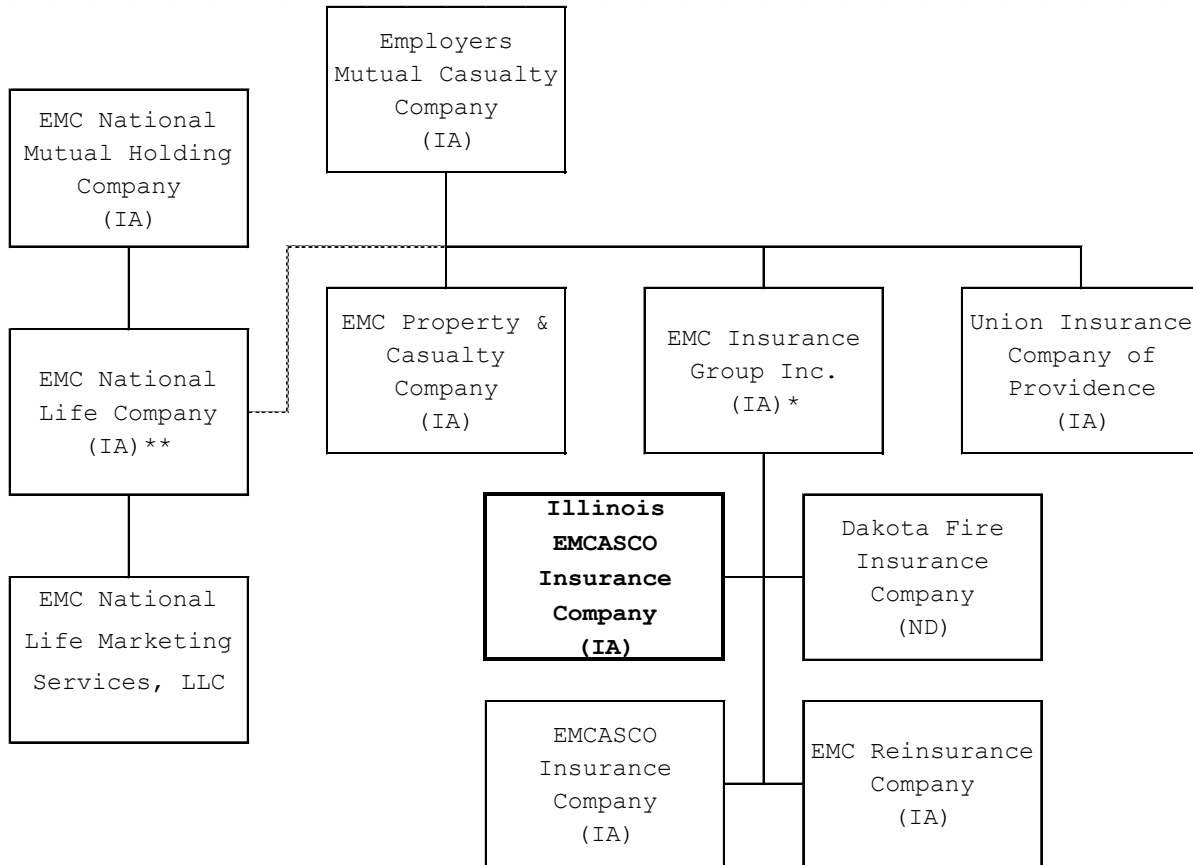 Employers
Mutual Casualty
Company
(IA)
EMC National
Mutual Holding
Company
(IA)
EMC National
Life Company
(IA)**
EMC Property &
Casualty
Company
(IA)
EMC Insurance
Group Inc.
(IA)*
Union Insurance
Company of
Providence
(IA)
Illinois
EMCASCO
Insurance
Company
(IA)
Dakota Fire
Insurance
Company
(ND)
EMC National
Life Marketing
Services, LLC
EMCASCO
Insurance
Company
(IA)
EMC Reinsurance
Company
(IA)